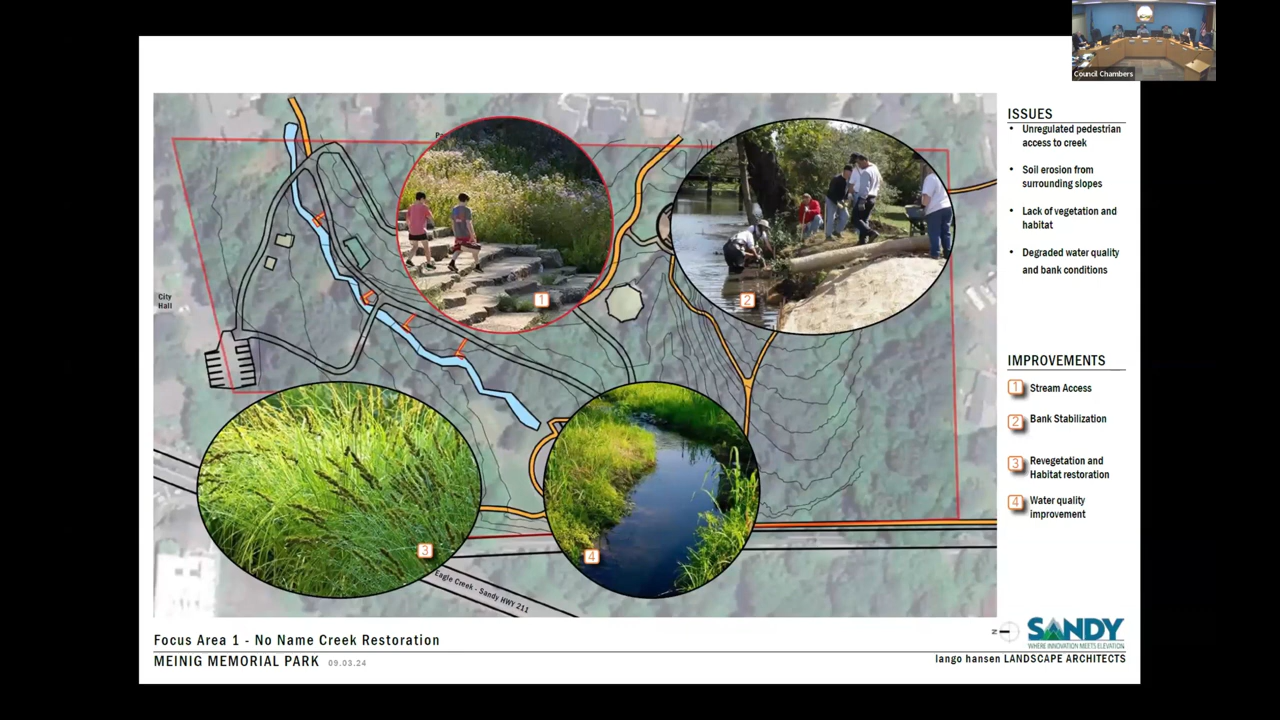 Council Chambers
ISSUES
• Unregulated pedestrian
access to creek
• Soil erosion from
surrounding slopes
• Lack of vegetation and
habitat
• Degraded water quality
and bank conditions
City
Hall
1
2
3
4
IMPROVEMENTS
1 Stream Access
2 Bank Stabilization
3 Revegetation and
Habitat restoration
4 Water quality
improvement
Eagle Creek - Sandy HWY 211
Focus Area 1 - No Name Creek Restoration
MEINIG MEMORIAL PARK 09.03.24
N
SANDY
WHERE INNOVATION MEETS ELEVATION
lango hansen LANDSCAPE ARCHITECTS